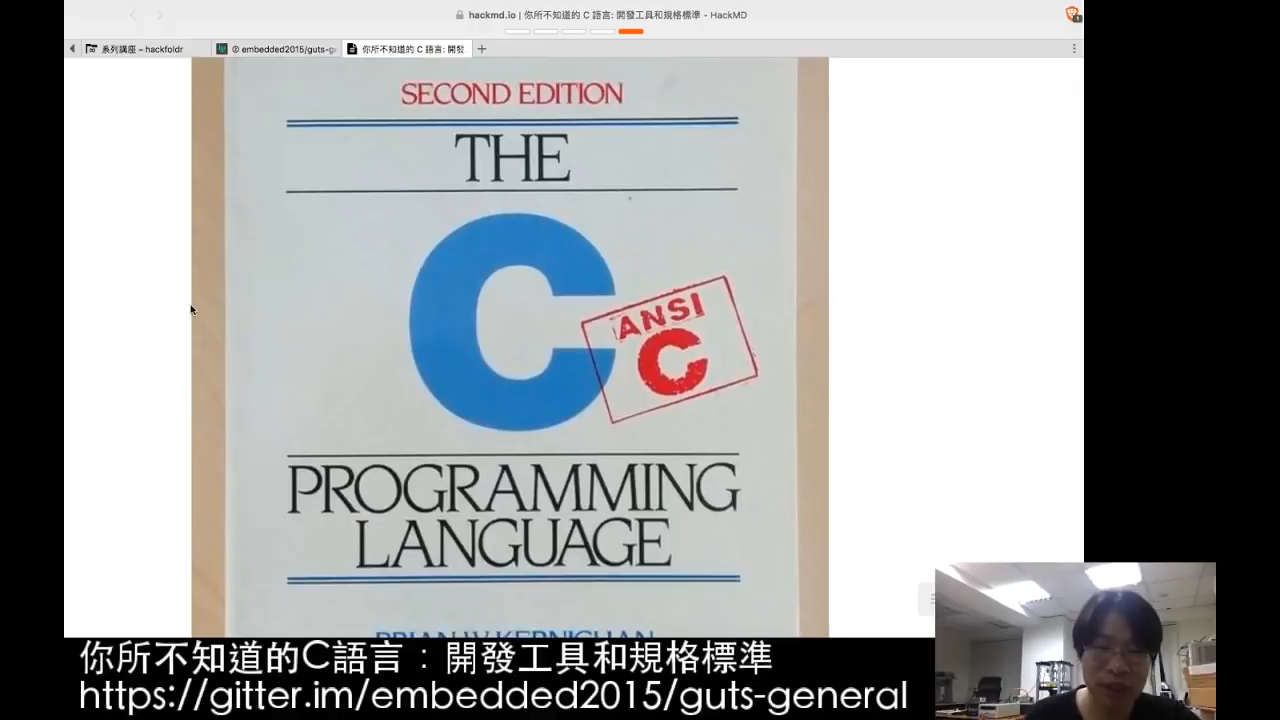 hackmd.io | 你所不知道的 C 語言: 開發工具和規格標準 - HackMD
系列講座 – hackfoldr
embedded2015/guts-g
你所不知道的 C 語言: 開發
SECOND EDITION
THE
C
ANSI
C
PROGRAMMING
LANGUAGE
BRIAN W. KERNIGHAN
你所不知道的C語言：開發工具和規格標準
https://gitter.im/embedded2015/guts-general